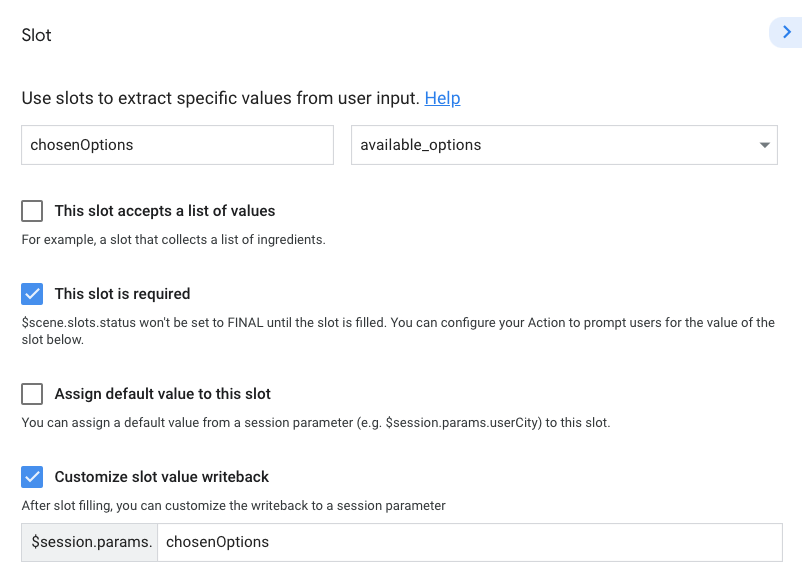 Slot
Use slots to extract specific values from user input. Help
chosenOptions available_options
This slot accepts a list of values
For example, a slot that collects a list of ingredients.
This slot is required
$scene.slots.status won't be set to FINAL until the slot is filled. You can configure your Action to prompt users for the value of the
slot below.
Assign default value to this slot
You can assign a default value from a session parameter (e.g. $session.params.userCity) to this slot.
Customize slot value writeback
After slot filling, you can customize the writeback to a session parameter
$session.params. chosenOptions